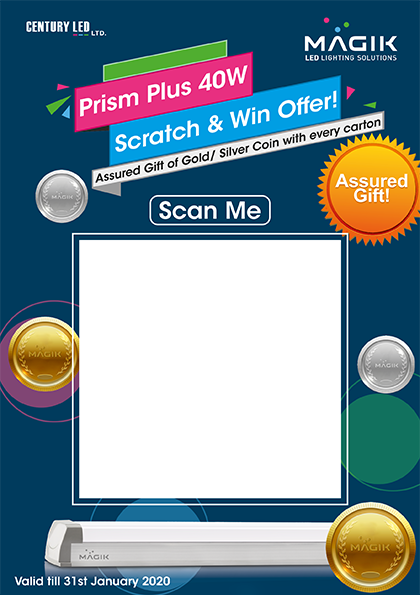 CENTURY LED LTD.
MAGIK
LED LIGHTING SOLUTIONS
Prism Plus 40W
Scratch & Win Offer!
Assured Gift of Gold/ Silver Coin with every carton
Assured
Gift!
MAGIK
Scan Me
MAGIK
MAGIK
MAGIK
MAGIK
Valid till 31st January 2020